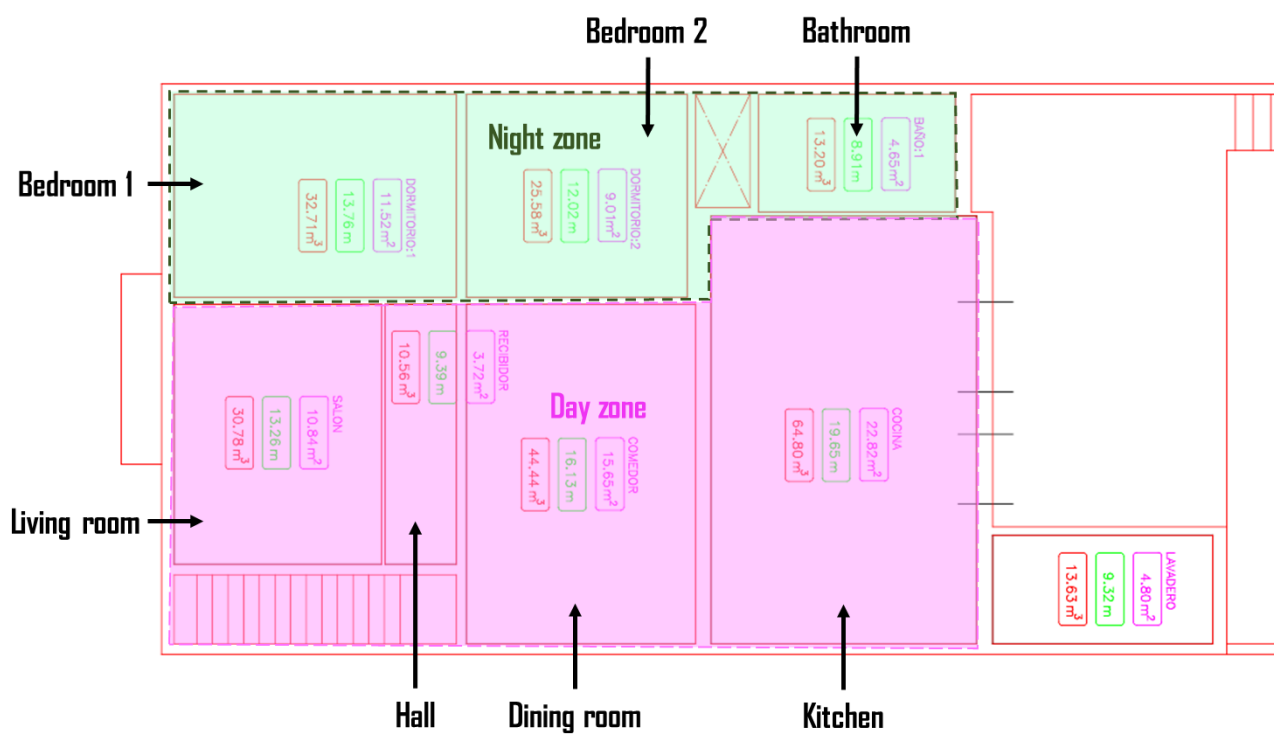 Bedroom 2
Bathroom
Bedroom 1
Night zone
DORMITORIO:1
11.52m²
13.76m
32.71m³
DORMITORIO:2
9.01m²
12.02m
25.58m³
BAÑO:1
4.65m²
8.91m
13.20m³
SALON
10.84m²
13.26m
30.78m³
RECIBIDOR
3.72m²
9.39m
10.56m³
Day zone
COMEDOR
15.65m²
16.13m
44.44m³
COCINA
22.82m²
19.65m
64.80m³
LAVADERO
4.80m²
9.32m
13.63m³
Living room
Hall
Dining room
Kitchen